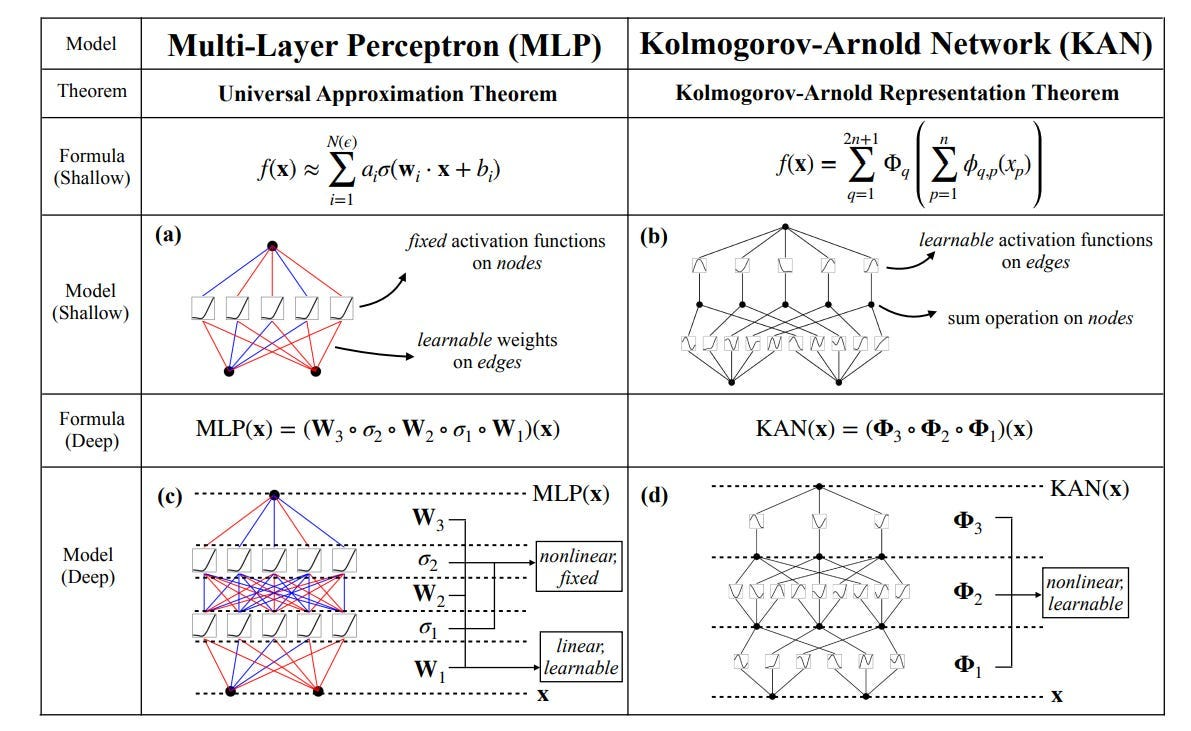 Model
Multi-Layer Perceptron (MLP)
Kolmogorov-Arnold Network (KAN)
Theorem
Universal Approximation Theorem
Kolmogorov-Arnold Representation Theorem
Formula
(Shallow)
f(x) ≈ ∑_{i=1}^{N(ϵ)} a_iσ(w_i · x + b_i)
f(x) = ∑_{q=1}^{2n+1} Φ_q (∑_{p=1}^{n} ϕ_{q,p}(x_p))
Model
(Shallow)
(a)
fixed activation functions
on nodes
learnable weights
on edges
(b)
learnable activation functions
on edges
sum operation on nodes
Formula
(Deep)
MLP(x) = (W_3 ∘ σ_2 ∘ W_2 ∘ σ_1 ∘ W_1)(x)
KAN(x) = (Φ_3 ∘ Φ_2 ∘ Φ_1)(x)
Model
(Deep)
(c)
MLP(x)
W_3
σ_2
W_2
σ_1
W_1
nonlinear,
fixed
linear,
learnable
x
(d)
KAN(x)
Φ_3
Φ_2
Φ_1
nonlinear,
learnable
x